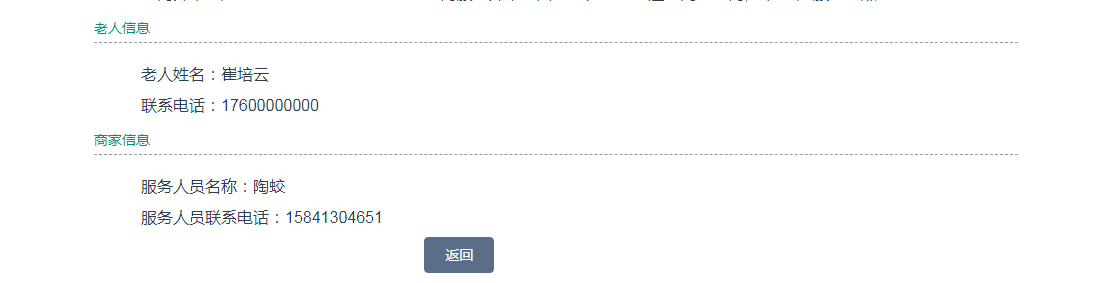 老人信息
老人姓名：崔培云
联系电话：17600000000
商家信息
服务人员名称：陶蛟
服务人员联系电话：15841304651
返回